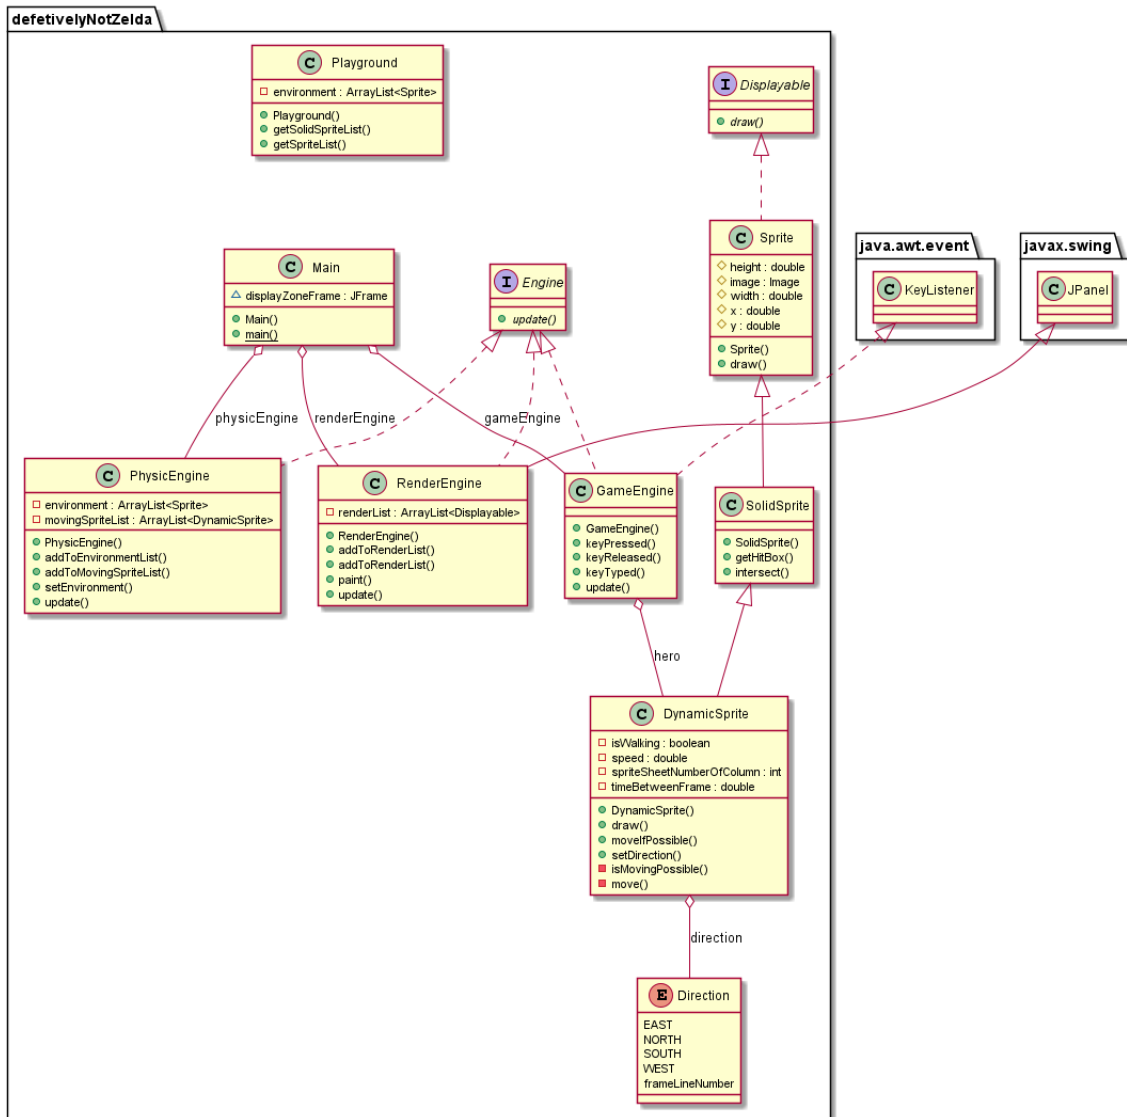 defetivelyNotZelda
C Playground
environment : ArrayList<Sprite>
Playground()
getSolidSpriteList()
getSpriteList()
I Displayable
draw()
C Main
displayZoneFrame : JFrame
Main()
main()
I Engine
update()
C Sprite
height : double
image : Image
width : double
x : double
y : double
Sprite()
draw()
java.awt.event
C KeyListener
javax.swing
C JPanel
physicEngine
renderEngine
gameEngine
C PhysicEngine
environment : ArrayList<Sprite>
movingSpriteList : ArrayList<DynamicSprite>
PhysicEngine()
addToEnvironmentList()
addToMovingSpriteList()
setEnvironment()
update()
C RenderEngine
renderList : ArrayList<Displayable>
RenderEngine()
addToRenderList()
addToRenderList()
paint()
update()
C GameEngine
GameEngine()
keyPressed()
keyReleased()
keyTyped()
update()
C SolidSprite
SolidSprite()
getHitBox()
intersect()
hero
C DynamicSprite
isWalking : boolean
speed : double
spriteSheetNumberOfColumn : int
timeBetweenFrame : double
DynamicSprite()
draw()
moveIfPossible()
setDirection()
isMovingPossible()
move()
direction
E Direction
EAST
NORTH
SOUTH
WEST
frameLineNumber